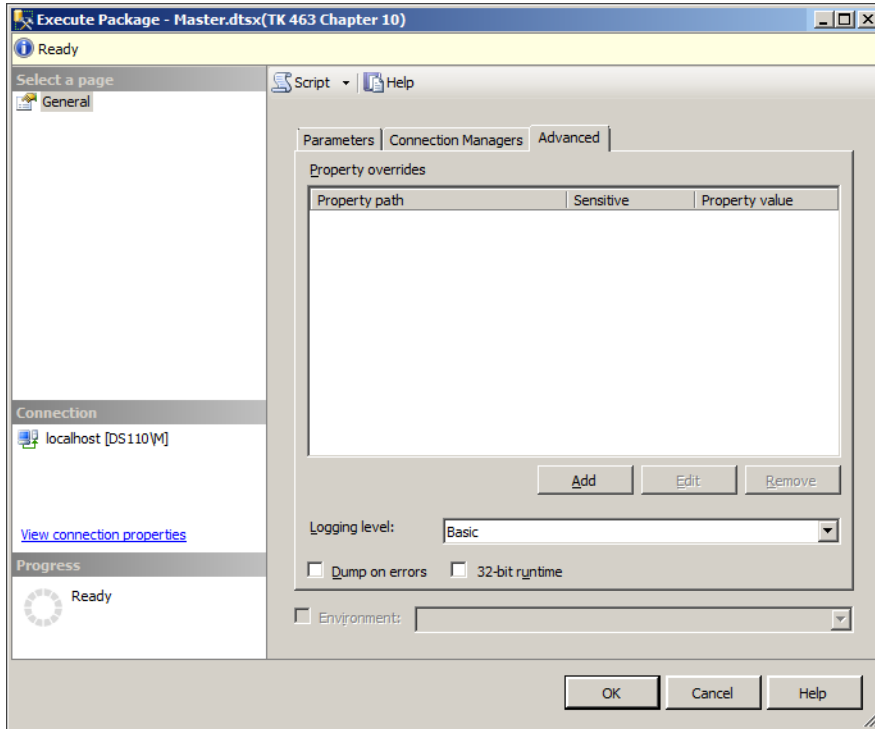 Execute Package - Master.dtsx(TK 463 Chapter 10)
Ready
Select a page
General
Script
Help
Parameters
Connection Managers
Advanced
Property overrides
Property path
Sensitive
Property value
Connection
localhost [DS110\M]
Add
Edit
Remove
Logging level:
Basic
View connection properties
Progress
Dump on errors
32-bit runtime
Ready
Environment:
OK
Cancel
Help